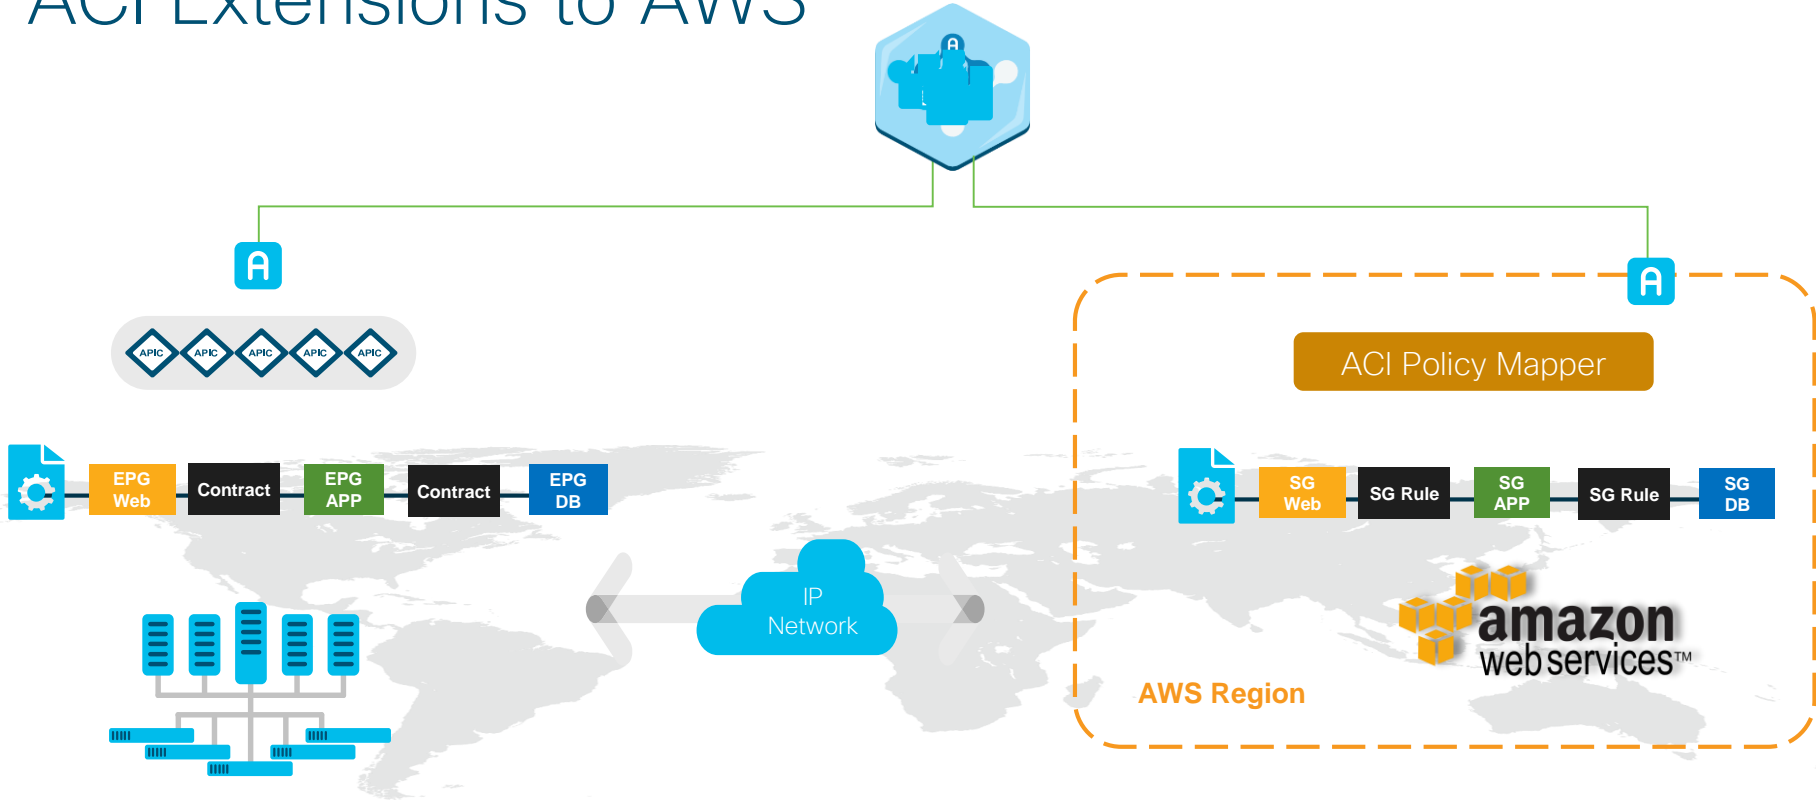 ACI Extensions to AWS
A
A
A
APIC APIC APIC APIC APIC
ACI Policy Mapper
EPG
Web
Contract
EPG
APP
Contract
EPG
DB
SG
Web
SG Rule
SG
APP
SG Rule
SG
DB
IP
Network
amazon
web services™
AWS Region